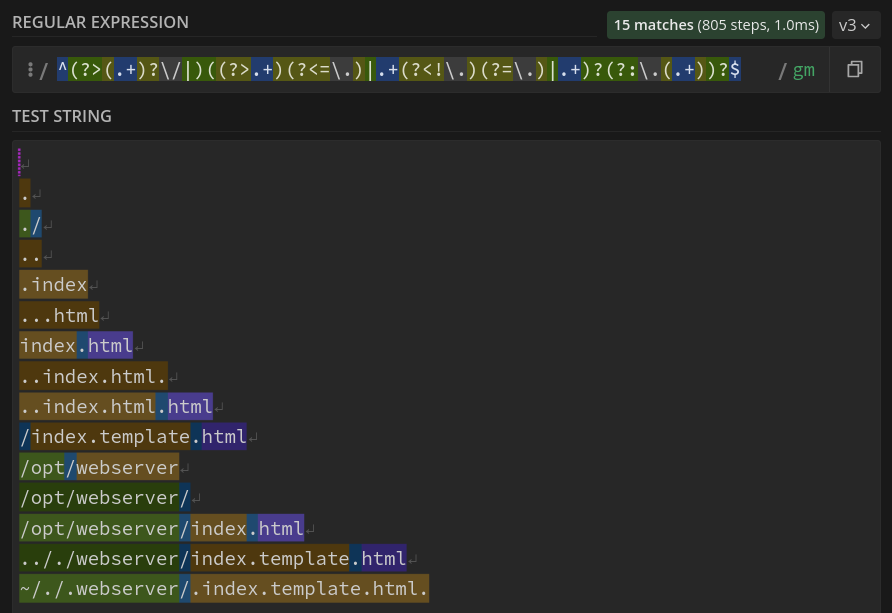 REGULAR EXPRESSION
15 matches (805 steps, 1.0ms)
v3
/ ^(?>(.+)?\/|)((?>.+)(?<=\.)|.+(?<!\.)(?=\.)|.+)?(?:\.(.+))?$ / gm
TEST STRING
↵
.↵
./↵
..↵
.index↵
...html↵
index.html↵
..index.html.↵
..index.html.html↵
/index.template.html↵
/opt/webserver↵
/opt/webserver/↵
/opt/webserver/index.html↵
.././webserver/index.template.html↵
~/./.webserver/.index.template.html.